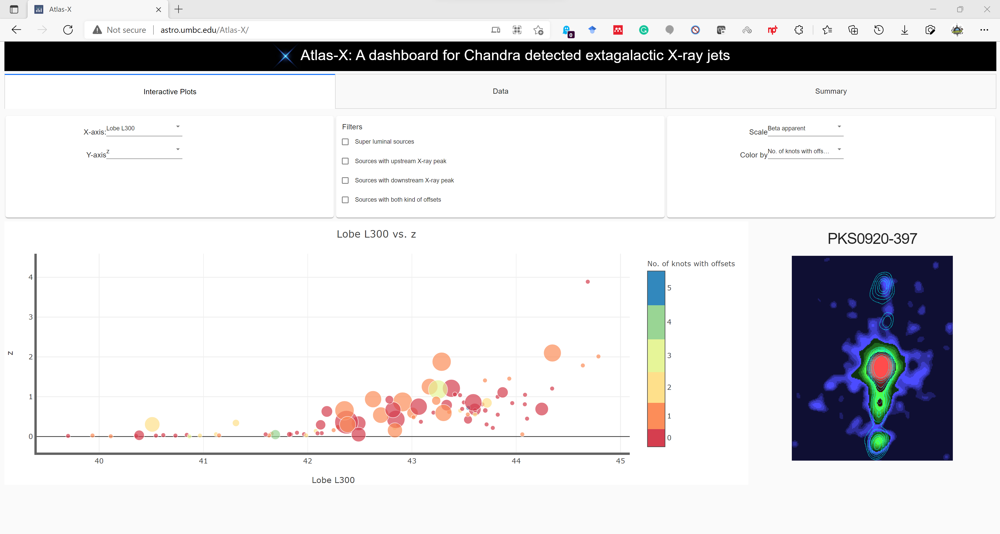 Atlas-X
Not secure
astro.umbc.edu/Atlas-X/
0
np
Atlas-X: A dashboard for Chandra detected extagalactic X-ray jets
Interactive Plots
Data
Summary
X-axis:
Lobe L300
Y-axis
z
Filters
Super luminal sources
Sources with upstream X-ray peak
Sources with downstream X-ray peak
Sources with both kind of offsets
Scale
Beta apparent
Color by
No. of knots with offs...
Lobe L300 vs. z
PKS0920-397
No. of knots with offsets
5
4
3
2
1
0
4
3
2
1
0
z
40
41
42
43
44
45
Lobe L300